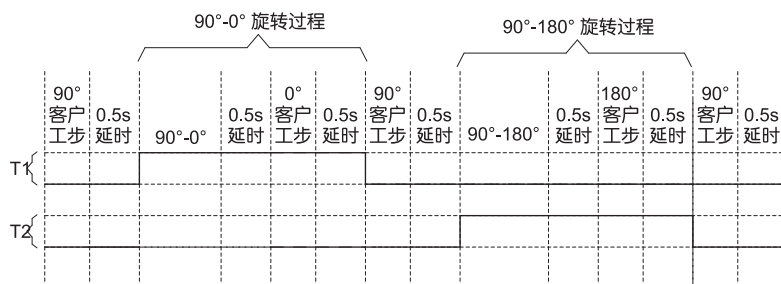 90°-0° 旋转过程
90°-180° 旋转过程
90°
客户
工步
0.5s
延时
90°-0°
0.5s
延时
0°
客户
工步
0.5s
延时
90°
客户
工步
0.5s
延时
90°-180°
0.5s
延时
180°
客户
工步
0.5s
延时
90°
客户
工步
0.5s
延时
T1
T2